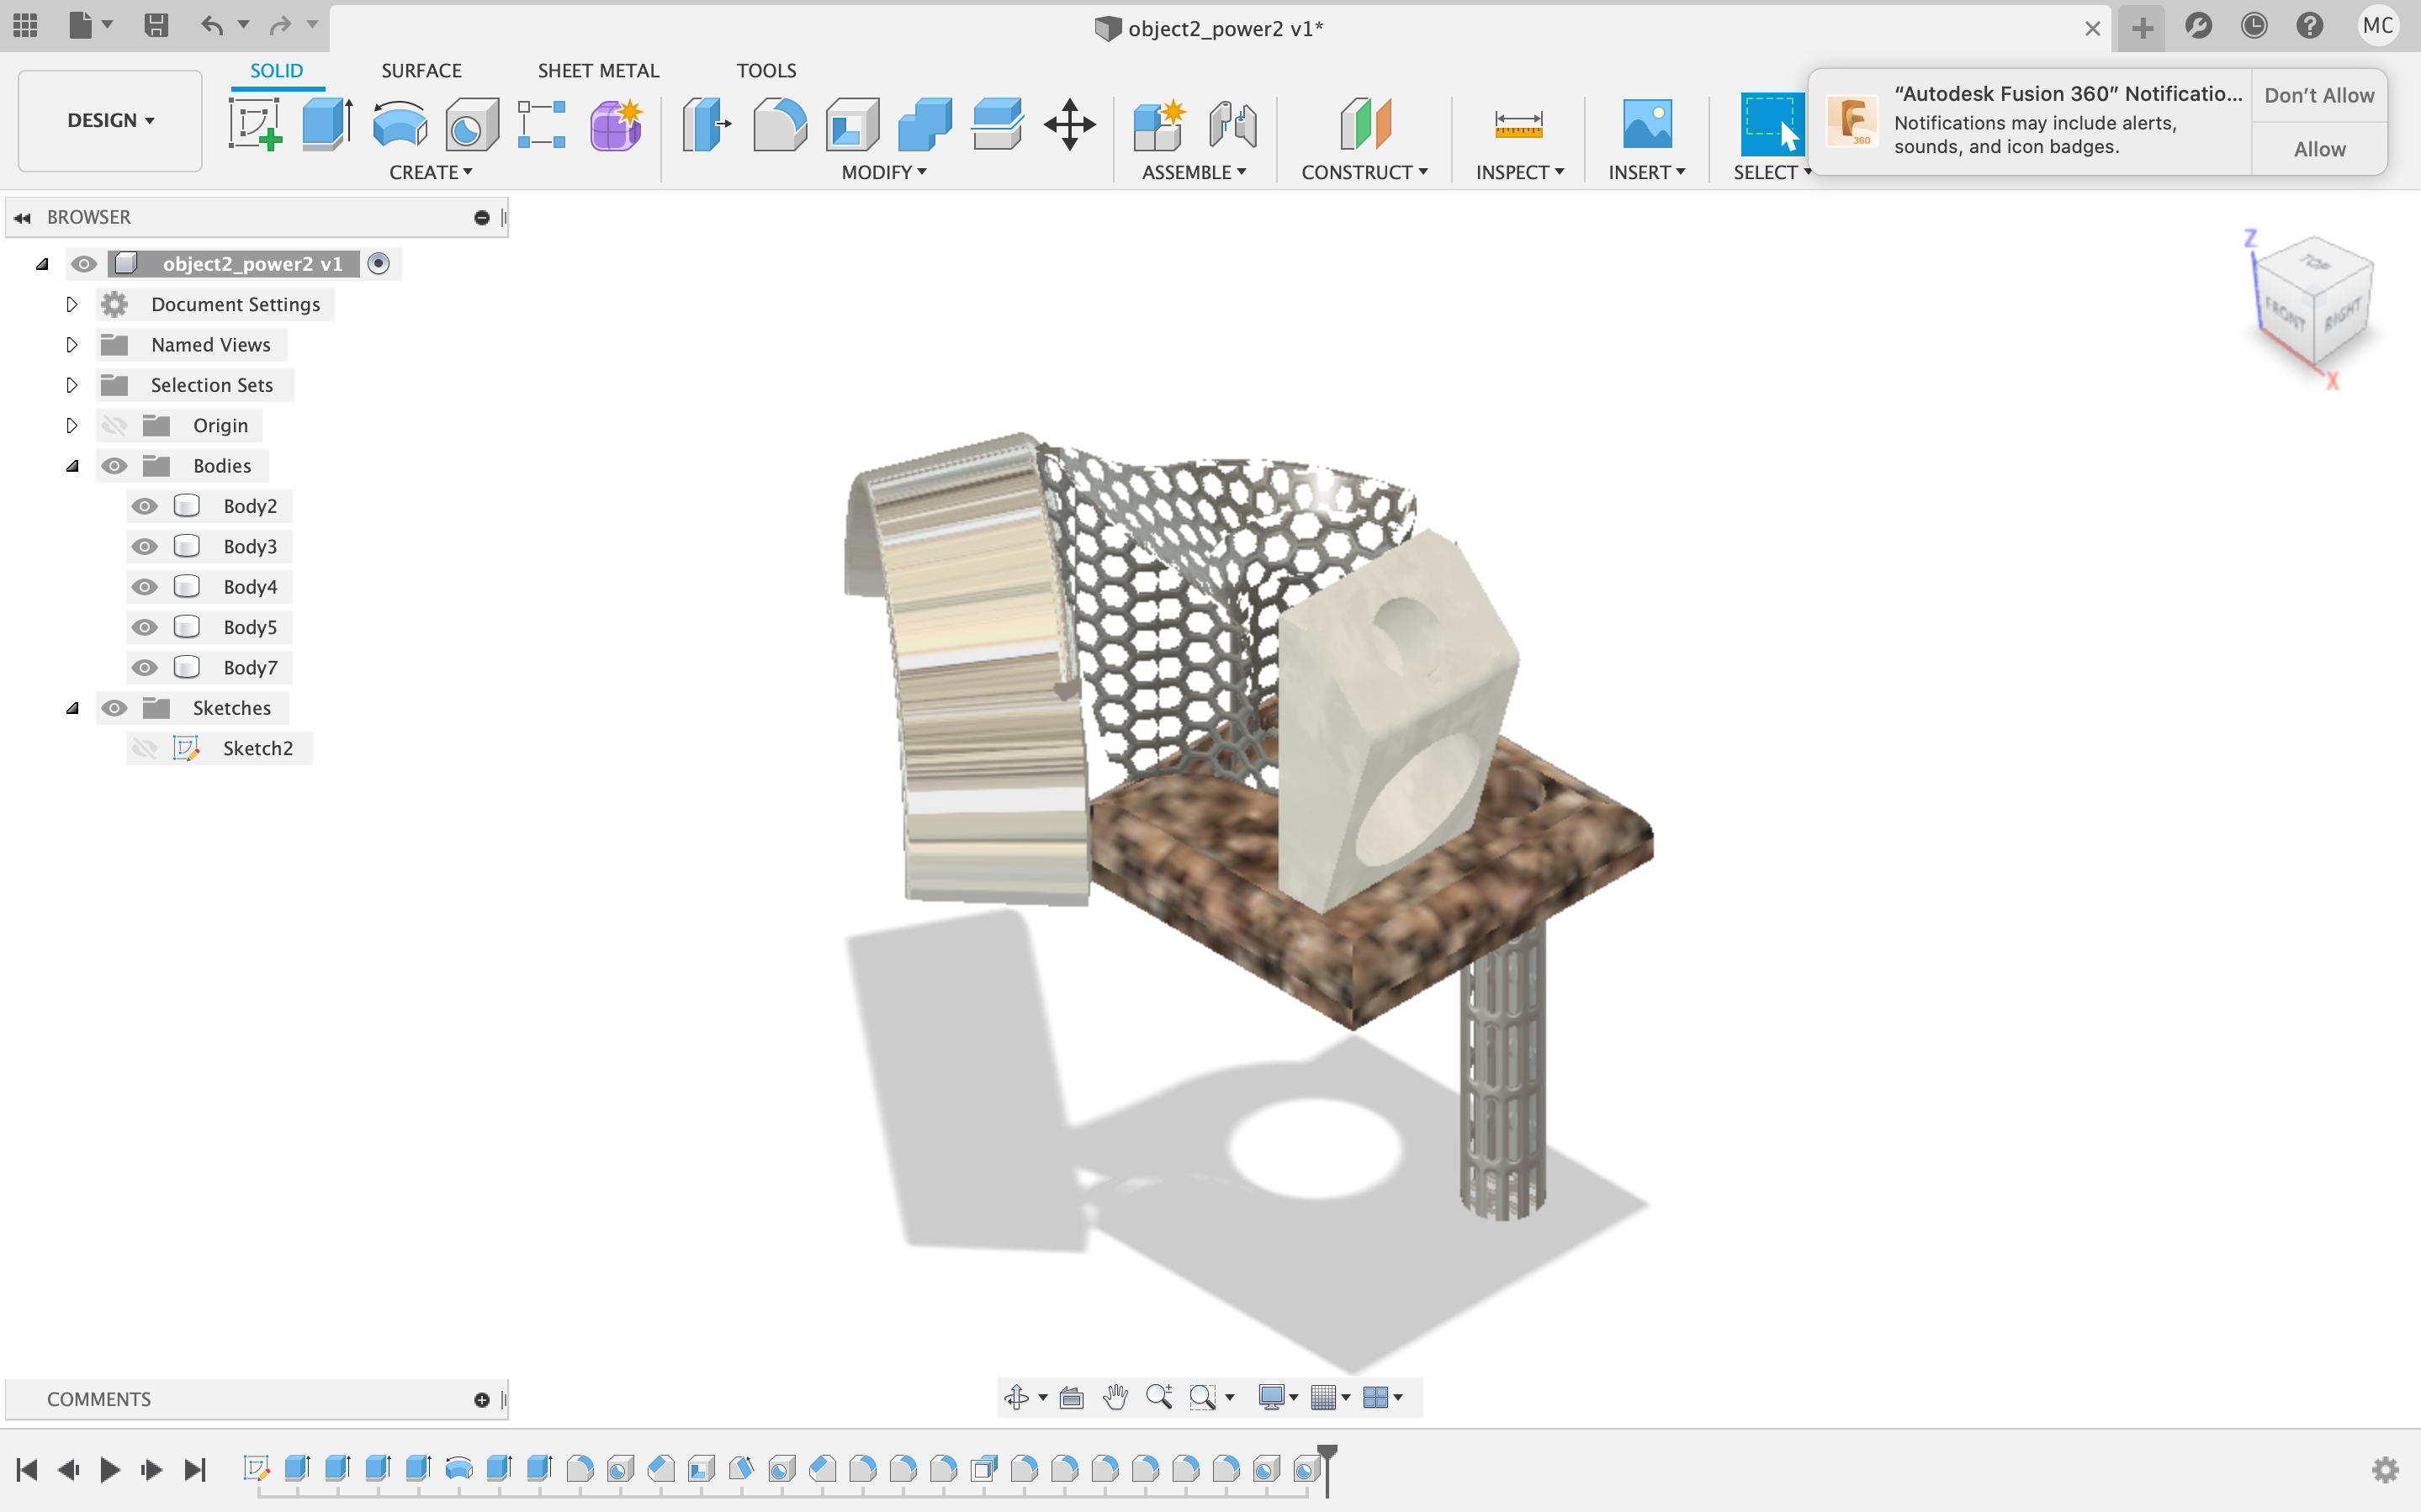 object2_power2 v1*
MC
SOLID
SURFACE
SHEET METAL
TOOLS
DESIGN
CREATE
MODIFY
ASSEMBLE
CONSTRUCT
INSPECT
INSERT
SELECT
“Autodesk Fusion 360” Notificatio...
Notifications may include alerts,
sounds, and icon badges.
Don’t Allow
Allow
360
BROWSER
object2_power2 v1
Document Settings
Named Views
Selection Sets
Origin
Bodies
Body2
Body3
Body4
Body5
Body7
Sketches
Sketch2
Z
TOP
FRONT
RIGHT
X
COMMENTS